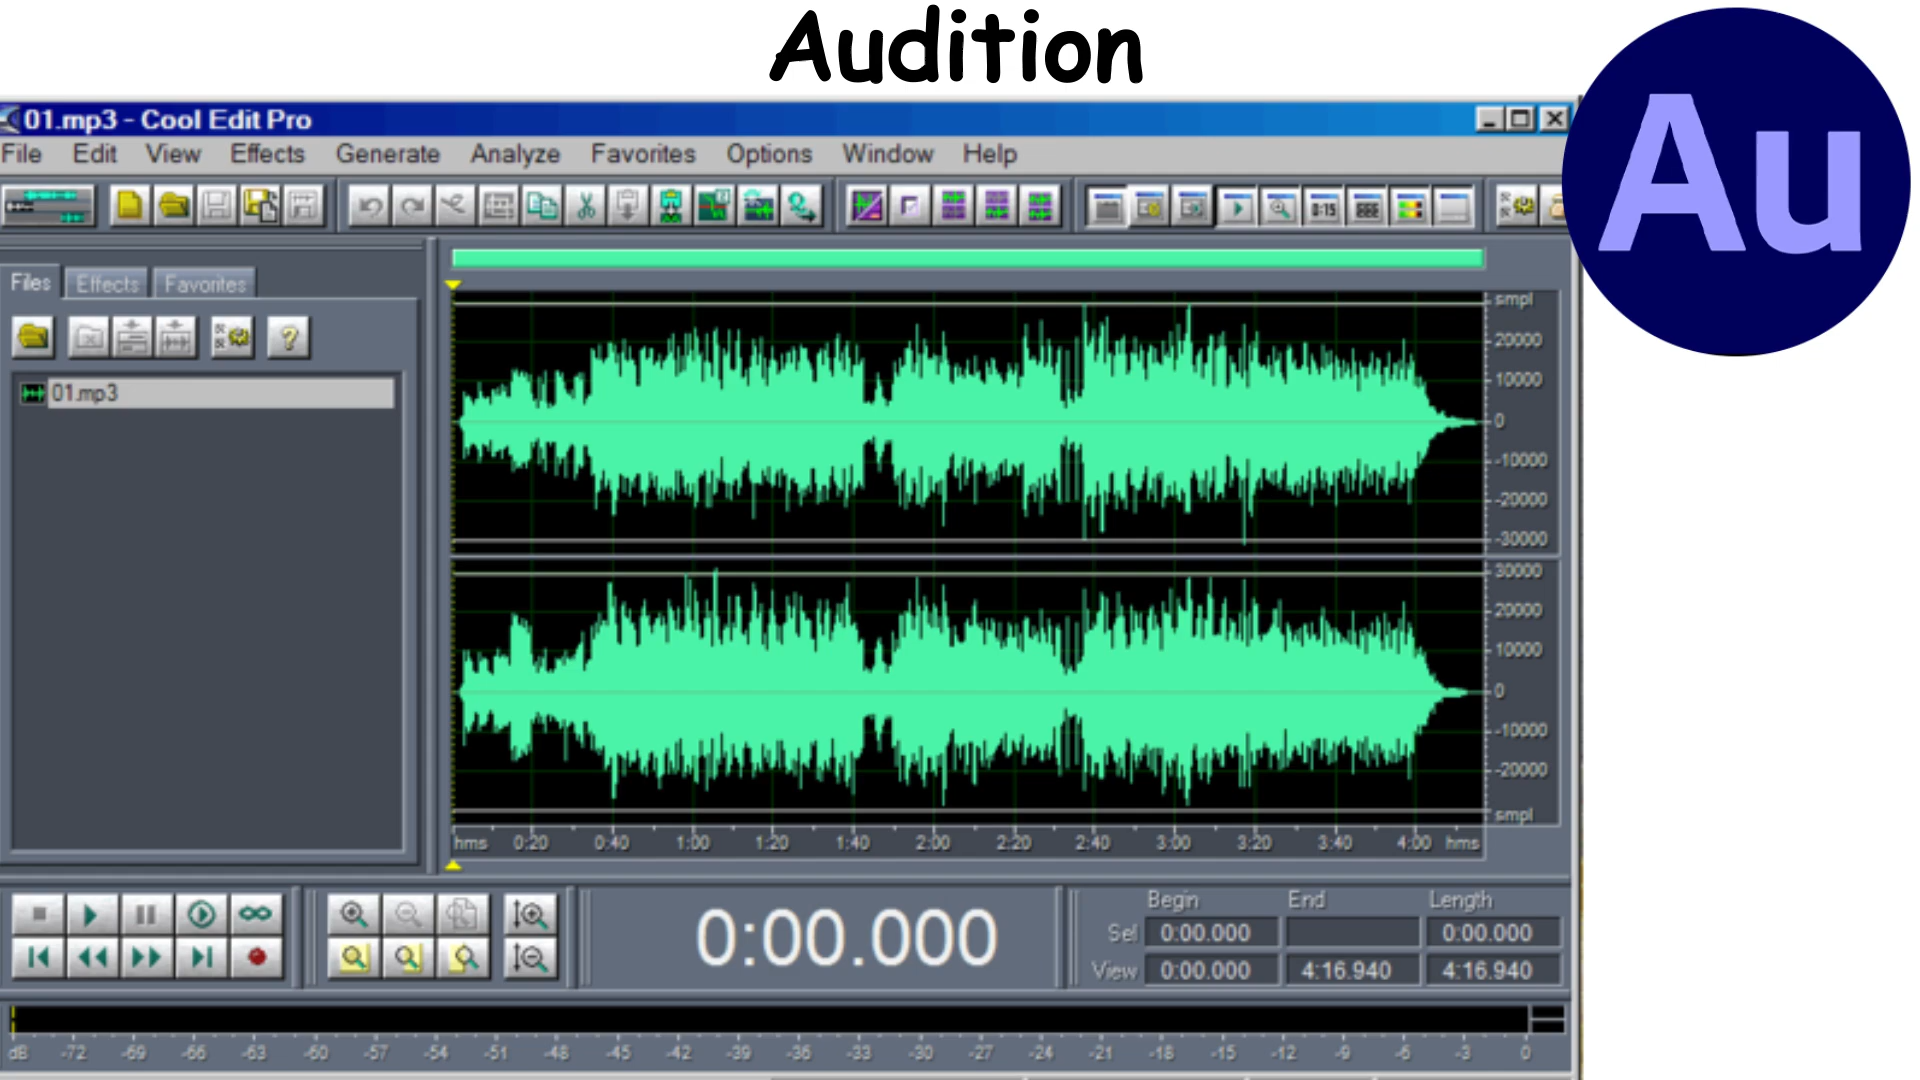 Audition
Au
01.mp3 - Cool Edit Pro
File Edit View Effects Generate Analyze Favorites Options Window Help
0:15
Files Effects Favorites
?
01.mp3
smpl
20000
10000
0
-10000
-20000
-30000
30000
20000
10000
0
-10000
-20000
smpl
hms 0:20 0:40 1:00 1:20 1:40 2:00 2:20 2:40 3:00 3:20 3:40 4:00 hms
0:00.000
Begin End Length
Sel 0:00.000 0:00.000
View 0:00.000 4:16.940 4:16.940
dB -72 -69 -66 -63 -60 -57 -54 -51 -48 -45 -42 -39 -36 -33 -30 -27 -24 -21 -18 -15 -12 -9 -6 -3 0